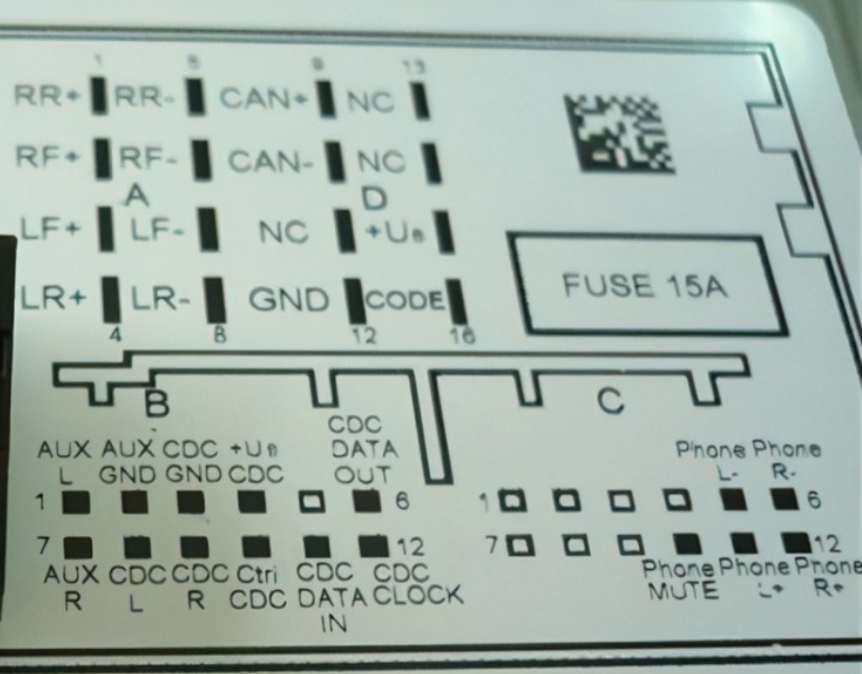 1 5 9 13
RR+ RR- CAN+ NC
RF+ RF- CAN- NC
A D
LF+ LF- NC +UB
LR+ LR- GND CODE
4 8 12 16
FUSE 15A
B C
CDC
AUX AUX CDC +UB DATA Phone Phone
L GND GND CDC OUT L- R-
1 6 1 6
7 12 7 12
AUX CDC CDC Ctrl CDC CDC Phone Phone Phone
R L R CDC DATA CLOCK MUTE L+ R+
IN